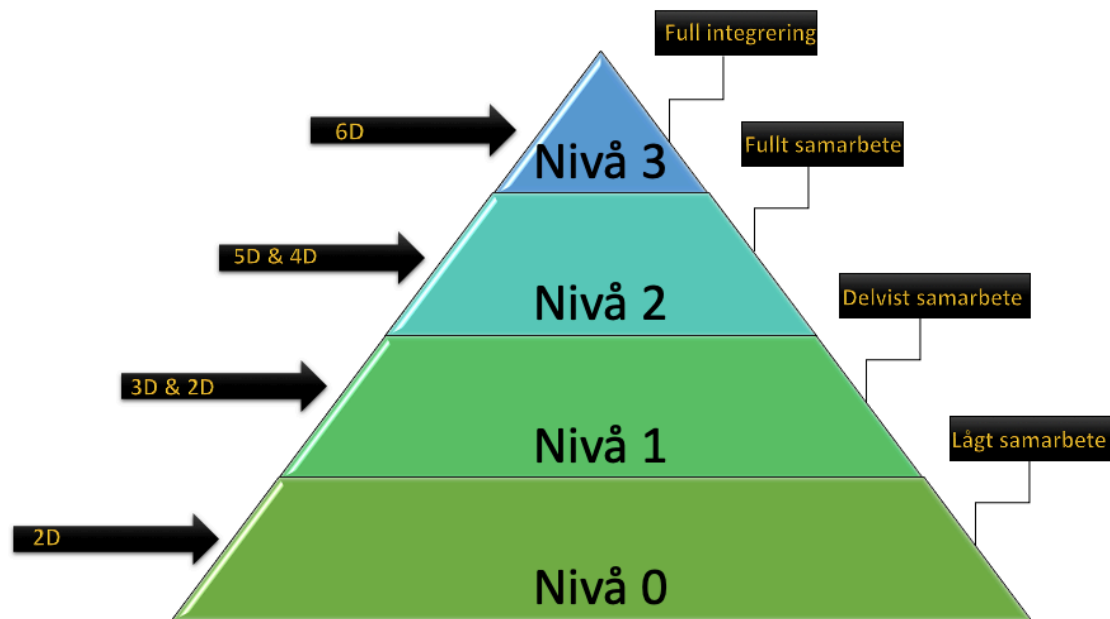 Full integrering
6D
Fullt samarbete
Nivå 3
5D & 4D
Delvist samarbete
Nivå 2
3D & 2D
Lågt samarbete
Nivå 1
2D
Nivå 0